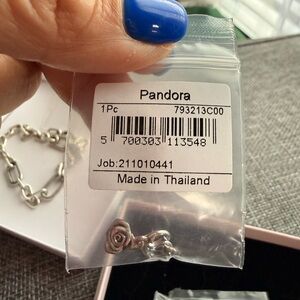 Pandora
1Pc 793213C00
5 700303 113548
Job:211010441
Made in Thailand